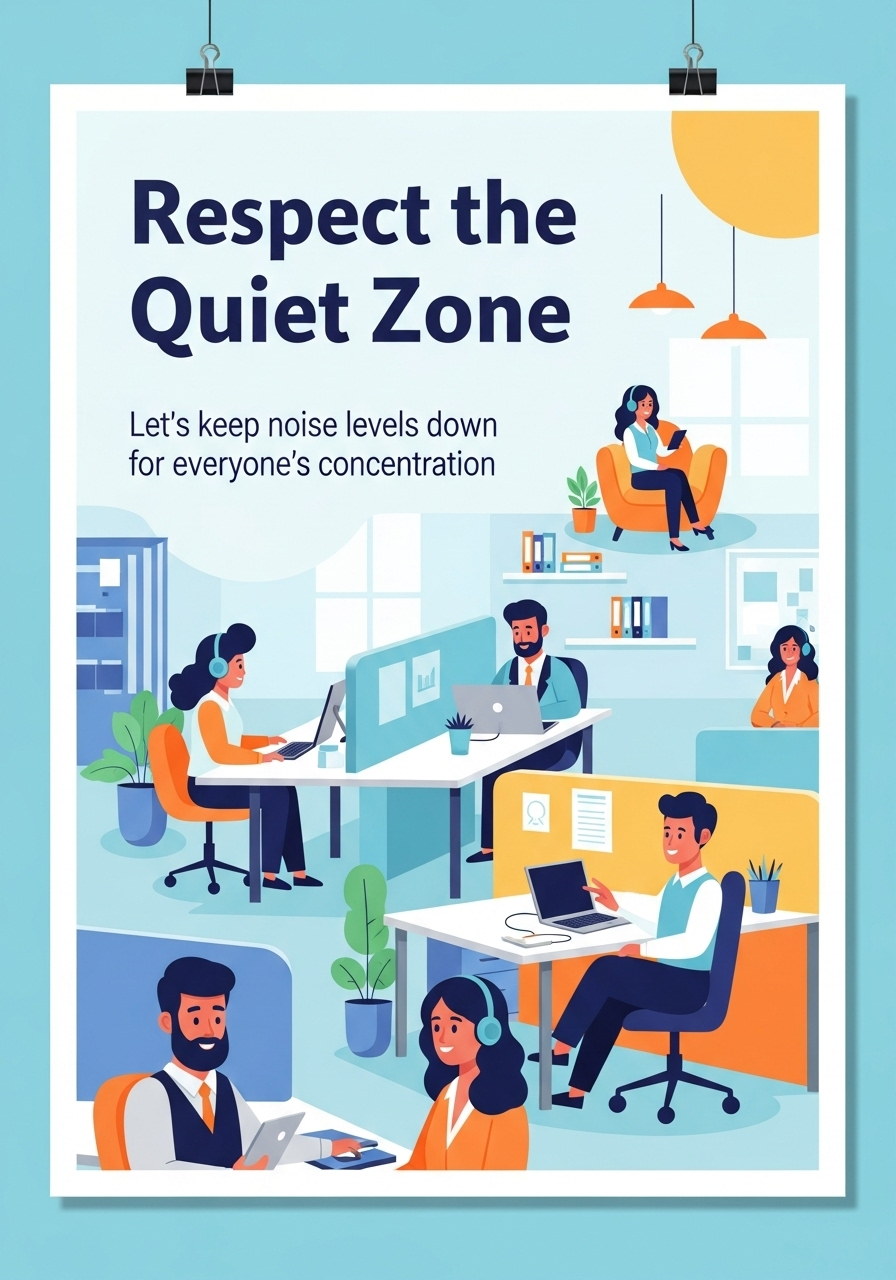 Respect the
Quiet Zone
Let's keep noise levels down
for everyone's concentration